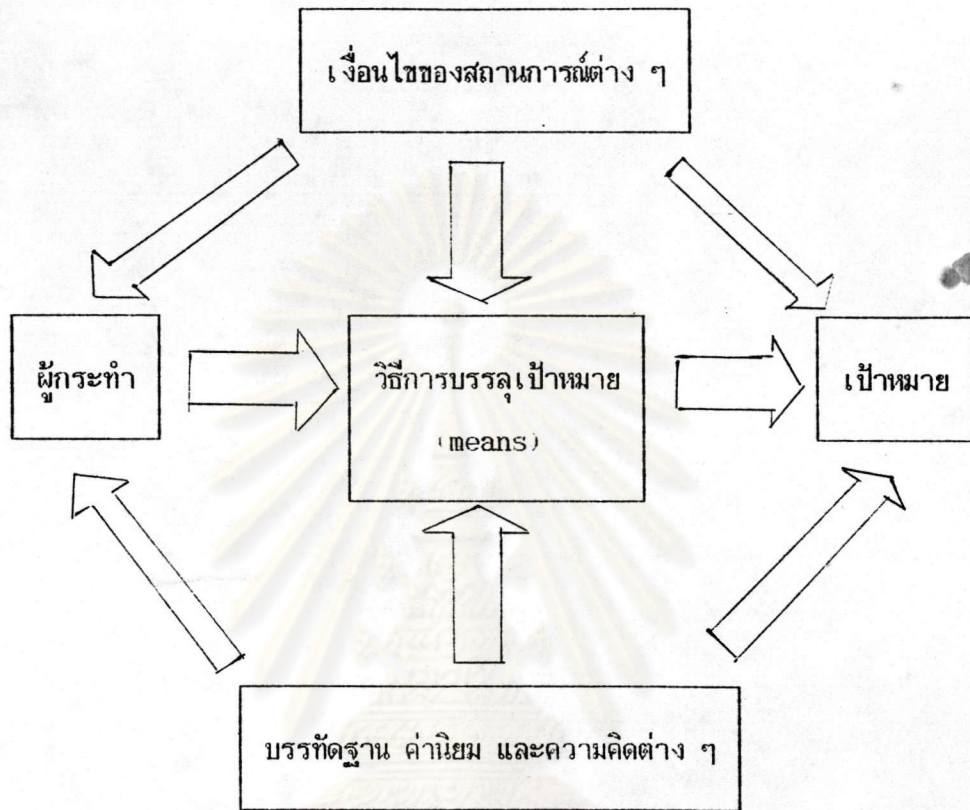 เงื่อนไขของสถานการณ์ต่าง ๆ
ผู้กระทำ
วิธีการบรรลุเป้าหมาย
(means)
เป้าหมาย
บรรทัดฐาน ค่านิยม และความคิดต่าง ๆ